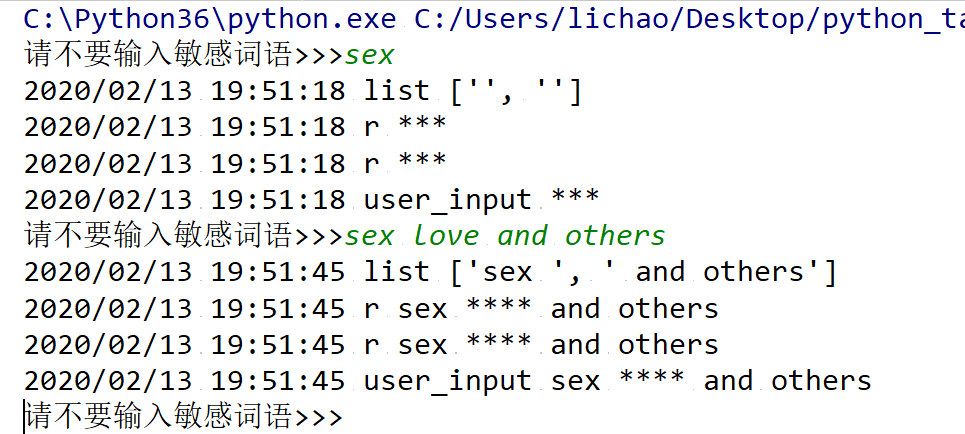 C:\Python36\python.exe C:/Users/lichao/Desktop/python_ta
请不要输入敏感词语>>>sex
2020/02/13 19:51:18 list ['', '']
2020/02/13 19:51:18 r ***
2020/02/13 19:51:18 r ***
2020/02/13 19:51:18 user_input ***
请不要输入敏感词语>>>sex love and others
2020/02/13 19:51:45 list ['sex ', ' and others']
2020/02/13 19:51:45 r sex **** and others
2020/02/13 19:51:45 r sex **** and others
2020/02/13 19:51:45 user_input sex **** and others
请不要输入敏感词语>>>